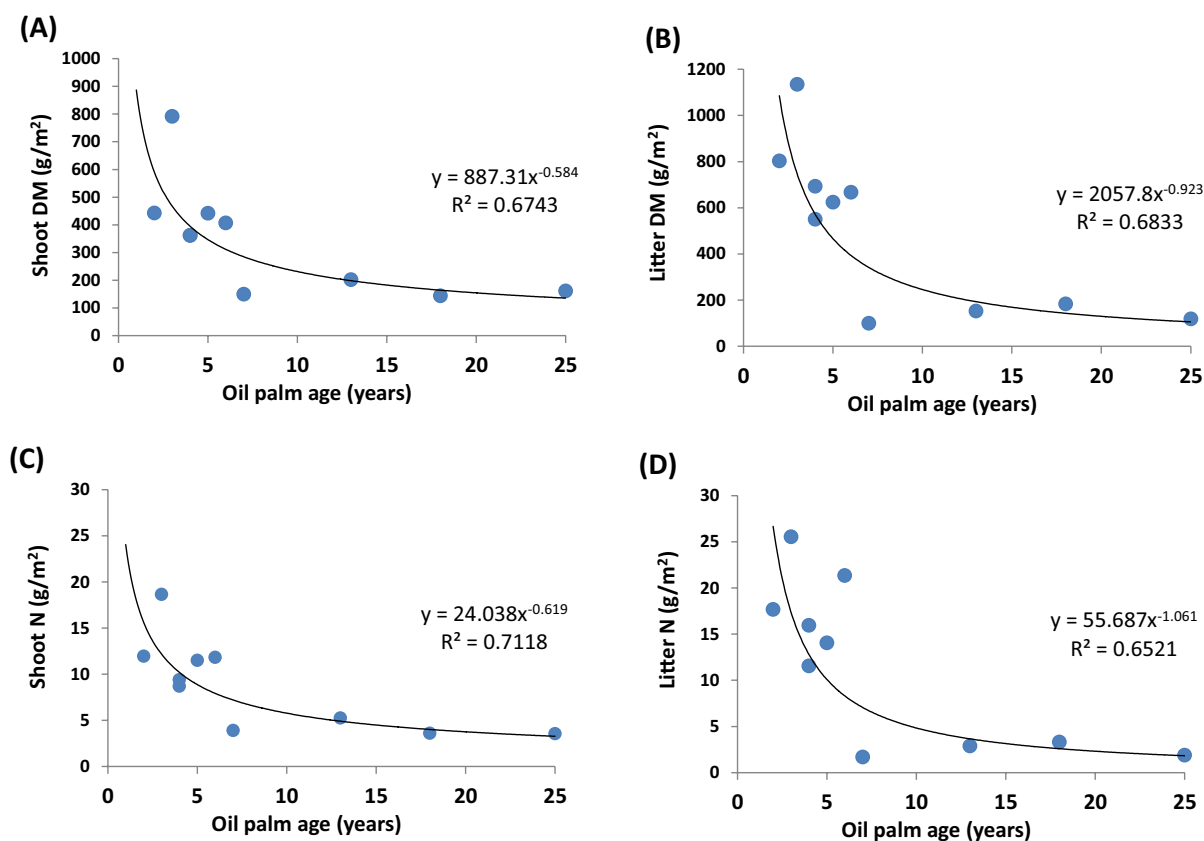 (A)
1000
900
800
700
600
500
400
300
200
100
0
Shoot DM (g/m²)
y = 887.31x^-0.584
R² = 0.6743
0 5 10 15 20 25
Oil palm age (years)
(B)
1200
1000
800
600
400
200
0
Litter DM (g/m²)
y = 2057.8x^-0.923
R² = 0.6833
0 5 10 15 20 25
Oil palm age (years)
(C)
30
25
20
15
10
5
0
Shoot N (g/m²)
y = 24.038x^-0.619
R² = 0.7118
0 5 10 15 20 25
Oil palm age (years)
(D)
30
25
20
15
10
5
0
Litter N (g/m²)
y = 55.687x^-1.061
R² = 0.6521
0 5 10 15 20 25
Oil palm age (years)